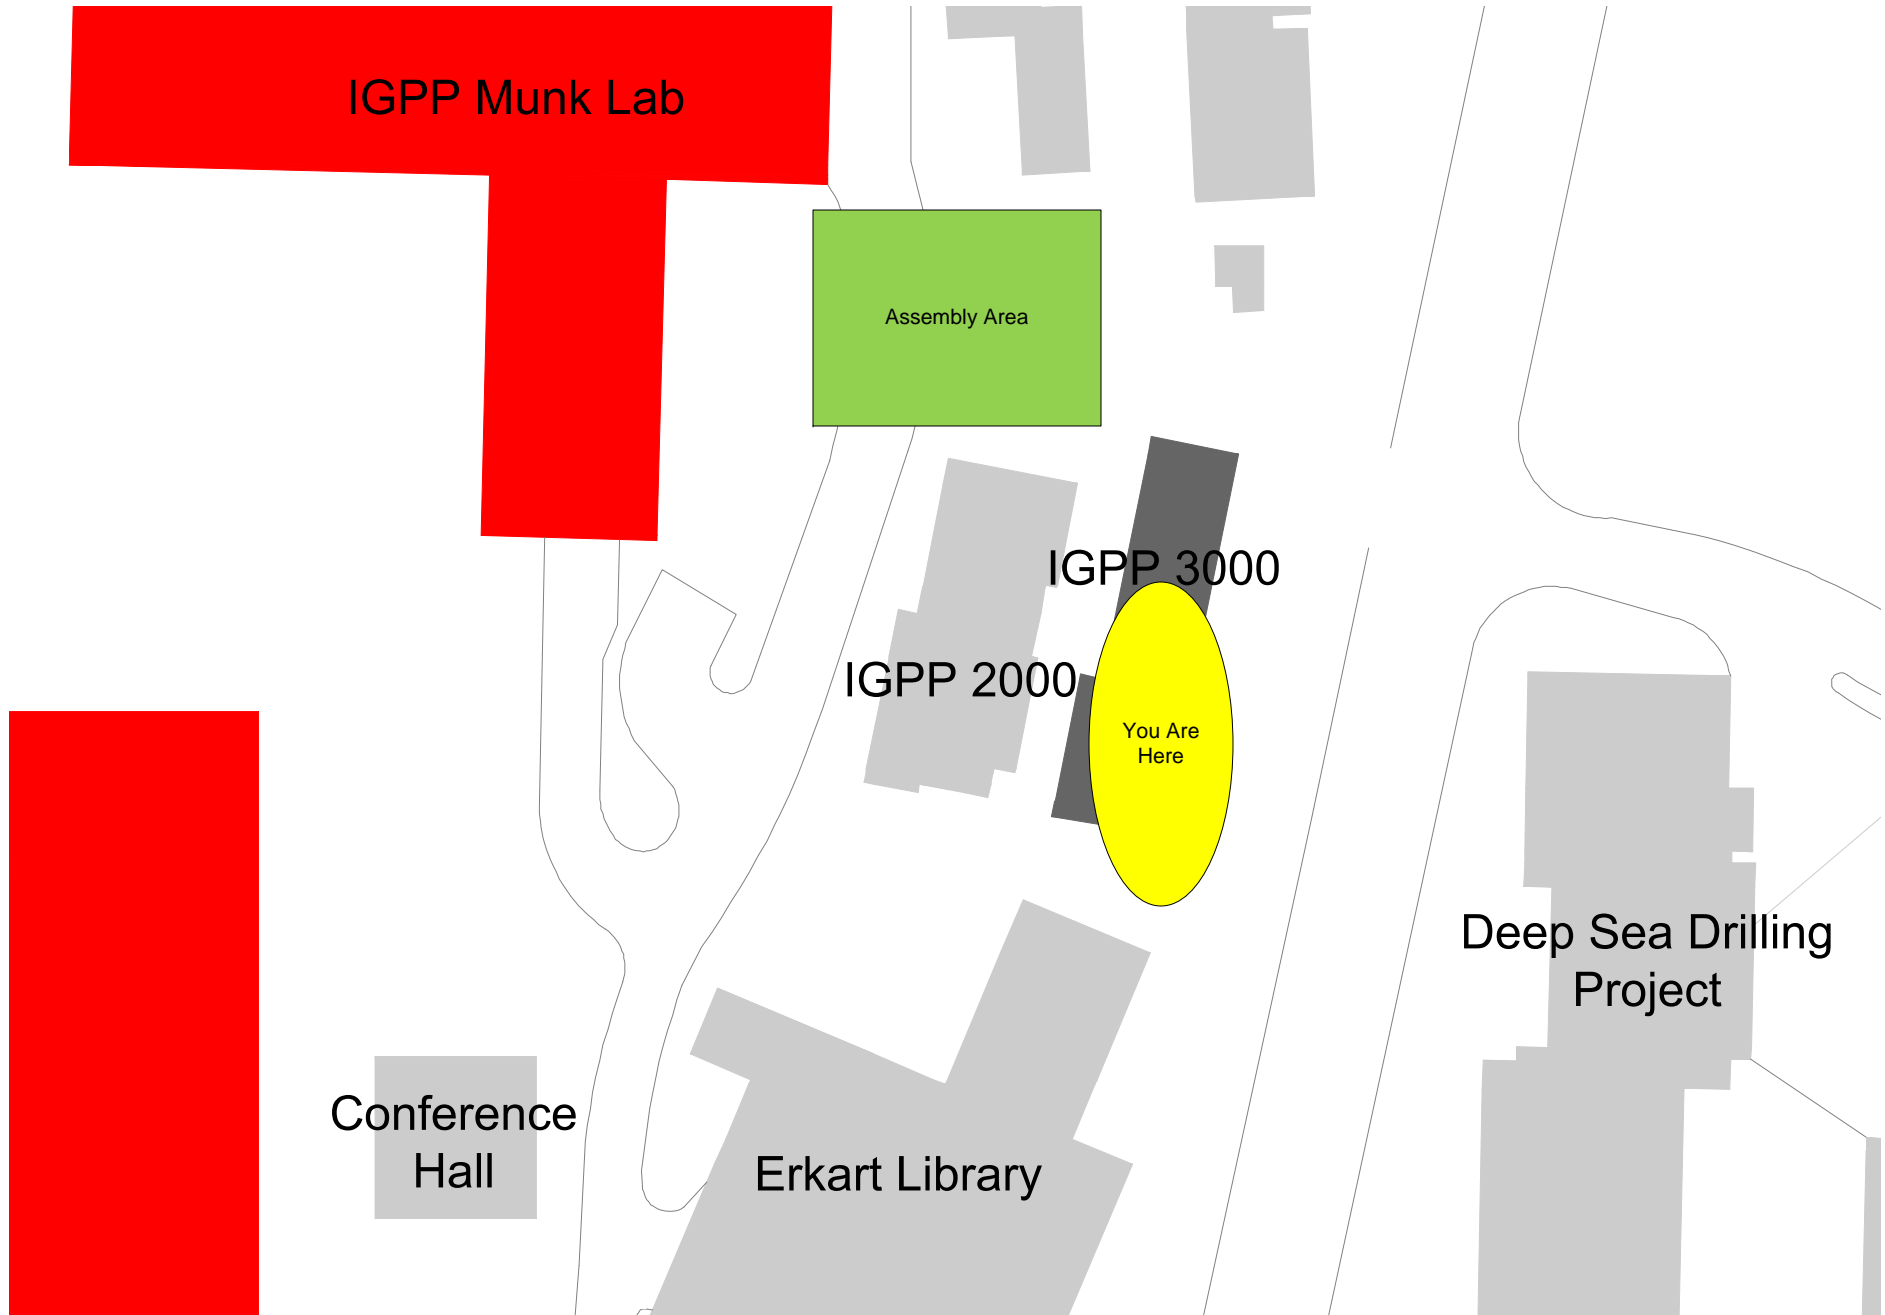 IGPP Munk Lab
Assembly Area
IGPP 3000
IGPP 2000
You Are
Here
Deep Sea Drilling
Project
Conference
Hall
Erkart Library